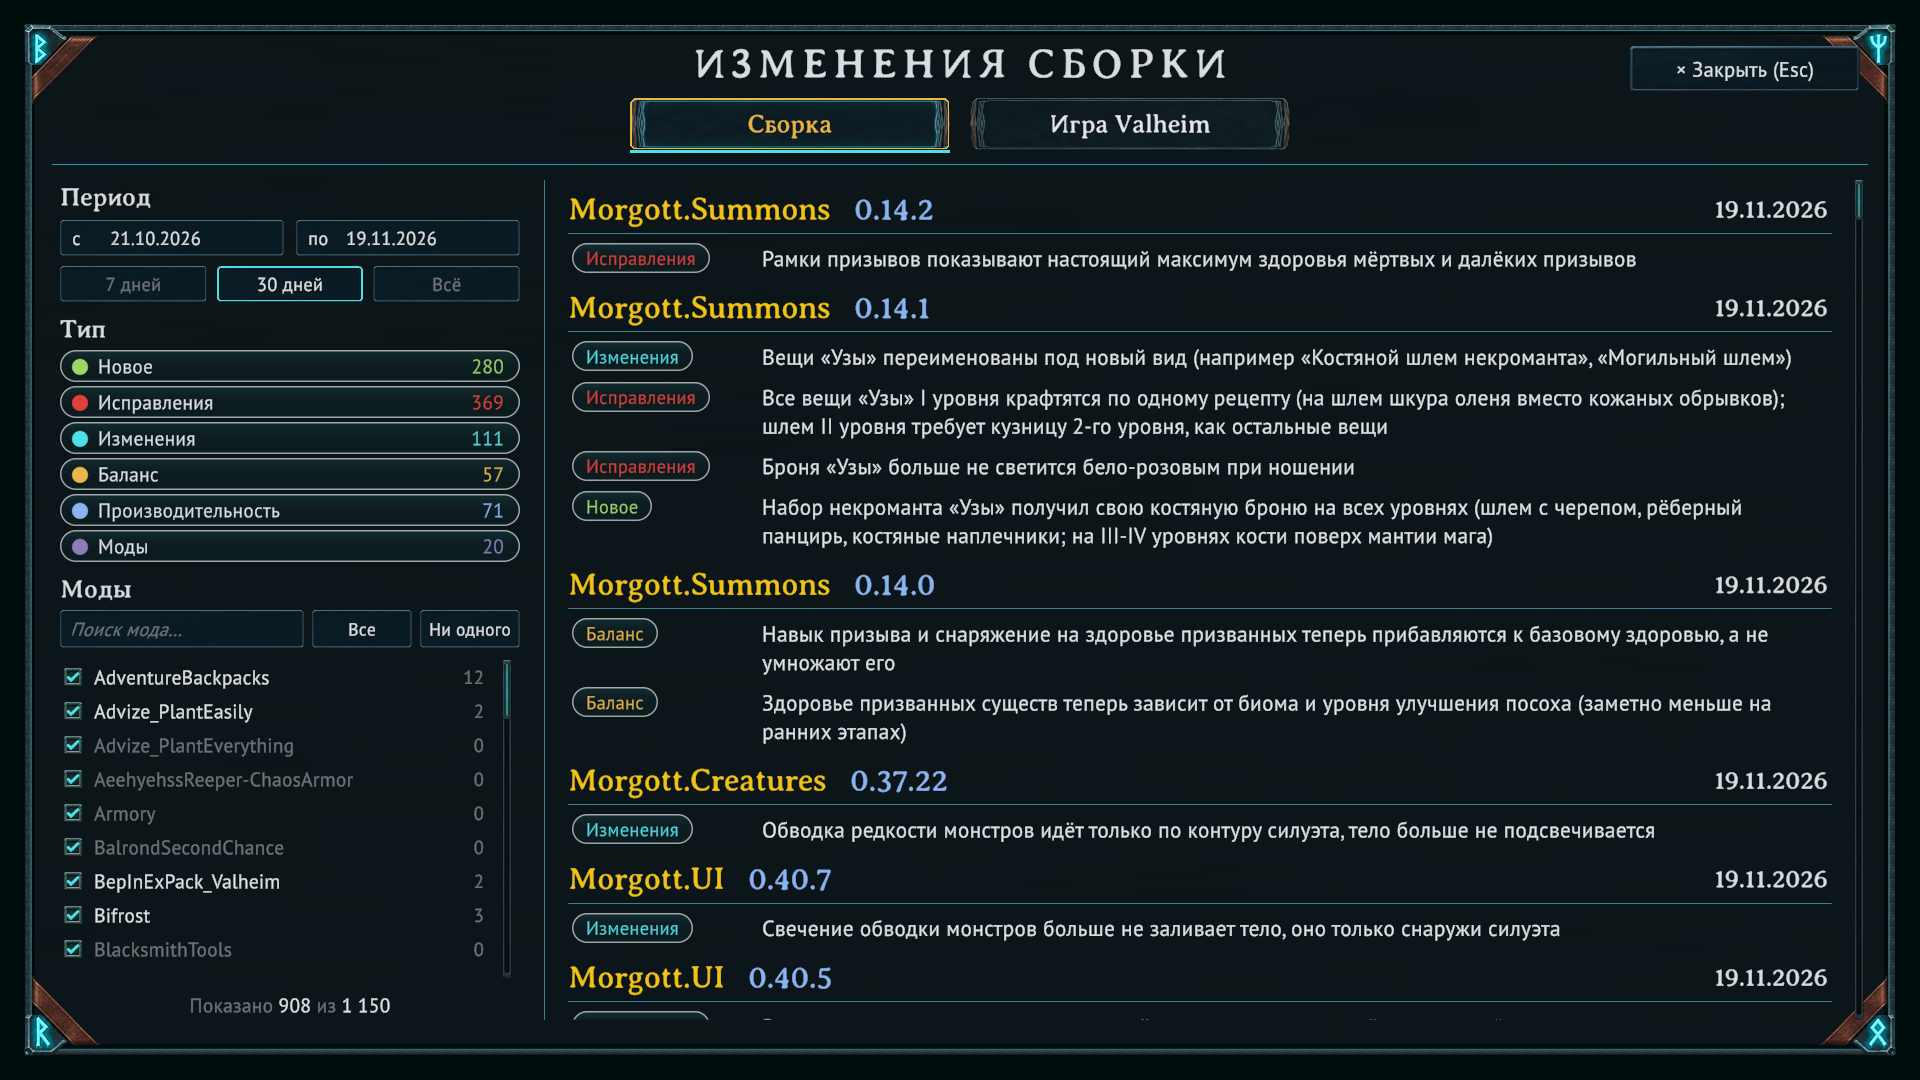 ИЗМЕНЕНИЯ СБОРКИ
× Закрыть (Esc)
Сборка
Игра Valheim
Период
с 21.10.2026
по 19.11.2026
7 дней
30 дней
Всё
Тип
Новое 280
Исправления 369
Изменения 111
Баланс 57
Производительность 71
Моды 20
Моды
Поиск мода...
Все
Ни одного
AdventureBackpacks 12
Advize_PlantEasily 2
Advize_PlantEverything 0
AeehyehssReeper-ChaosArmor 0
Armory 0
BalrondSecondChance 0
BepInExPack_Valheim 2
Bifrost 3
BlacksmithTools 0
Показано 908 из 1 150
Morgott.Summons 0.14.2 19.11.2026
Исправления Рамки призывов показывают настоящий максимум здоровья мёртвых и далёких призывов
Morgott.Summons 0.14.1 19.11.2026
Изменения Вещи «Узы» переименованы под новый вид (например «Костяной шлем некроманта», «Могильный шлем»)
Исправления Все вещи «Узы» I уровня крафтятся по одному рецепту (на шлем шкура оленя вместо кожаных обрывков);
шлем II уровня требует кузницу 2-го уровня, как остальные вещи
Исправления Броня «Узы» больше не светится бело-розовым при ношении
Новое Набор некроманта «Узы» получил свою костяную броню на всех уровнях (шлем с черепом, рёберный
панцирь, костяные наплечники; на III-IV уровнях кости поверх мантии мага)
Morgott.Summons 0.14.0 19.11.2026
Баланс Навык призыва и снаряжение на здоровье призванных теперь прибавляются к базовому здоровью, а не
умножают его
Баланс Здоровье призванных существ теперь зависит от биома и уровня улучшения посоха (заметно меньше на
ранних этапах)
Morgott.Creatures 0.37.22 19.11.2026
Изменения Обводка редкости монстров идёт только по контуру силуэта, тело больше не подсвечивается
Morgott.UI 0.40.7 19.11.2026
Изменения Свечение обводки монстров больше не заливает тело, оно только снаружи силуэта
Morgott.UI 0.40.5 19.11.2026